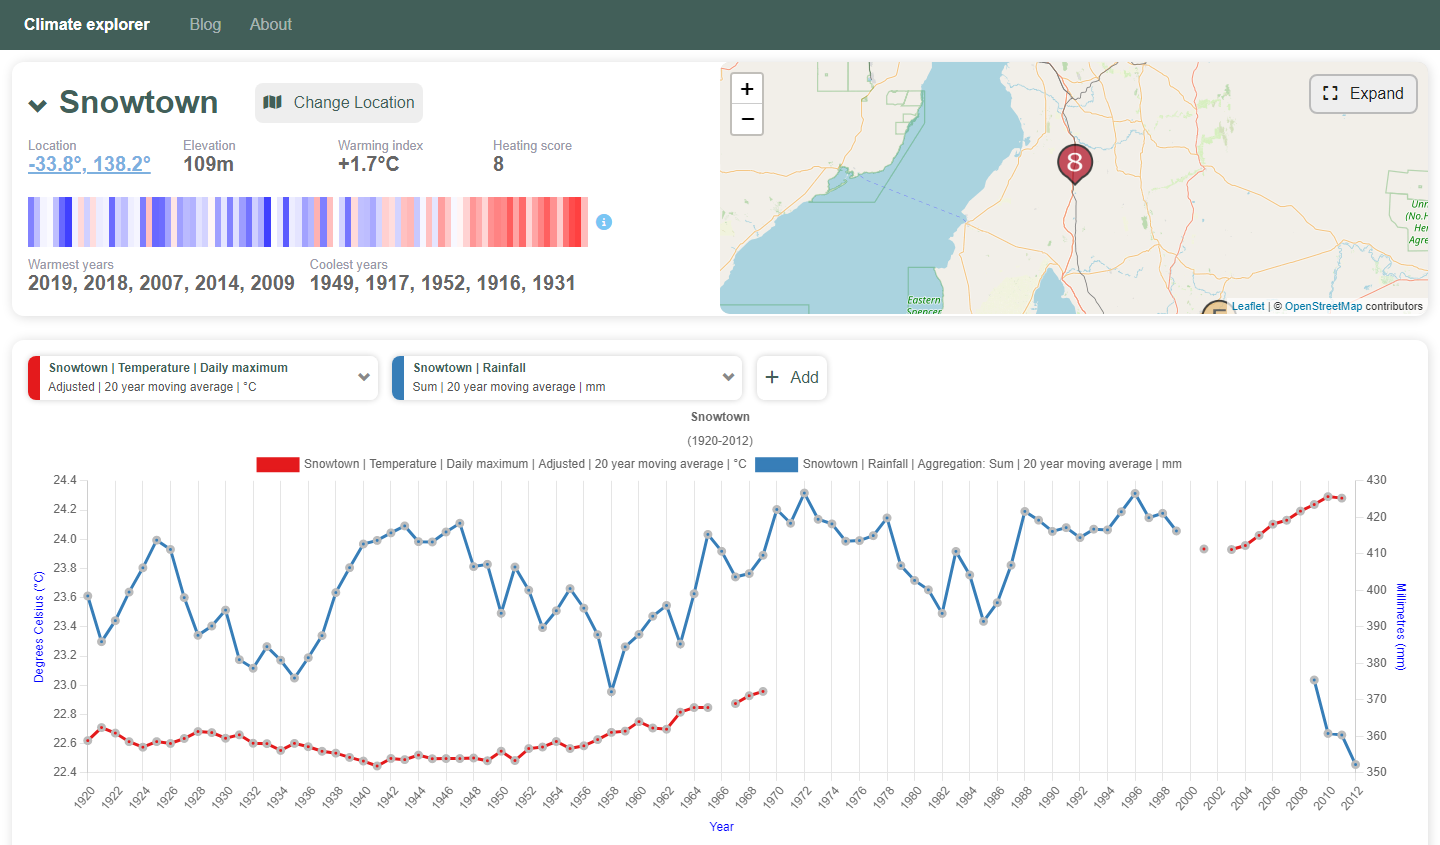 Climate explorer Blog About
Snowtown Change Location
Location Elevation Warming index Heating score
-33.8°, 138.2° 109m +1.7°C 8
Warmest years Coolest years
2019, 2018, 2007, 2014, 2009 1949, 1917, 1952, 1916, 1931
+
−
Expand
8
Eastern
Spencer
(No.H
Her
Agre
Leaflet | © OpenStreetMap contributors
Snowtown | Temperature | Daily maximum
Adjusted | 20 year moving average | °C
Snowtown | Rainfall
Sum | 20 year moving average | mm
+ Add
Snowtown
(1920-2012)
Snowtown | Temperature | Daily maximum | Adjusted | 20 year moving average | °C Snowtown | Rainfall | Aggregation: Sum | 20 year moving average | mm
Degrees Celsius (°C)
24.4
24.2
24.0
23.8
23.6
23.4
23.2
23.0
22.8
22.6
22.4
430
420
410
400
390
380
370
360
350
Millimetres (mm)
1920 1922 1924 1926 1928 1930 1932 1934 1936 1938 1940 1942 1944 1946 1948 1950 1952 1954 1956 1958 1960 1962 1964 1966 1968 1970 1972 1974 1976 1978 1980 1982 1984 1986 1988 1990 1992 1994 1996 1998 2000 2002 2004 2006 2008 2010 2012
Year